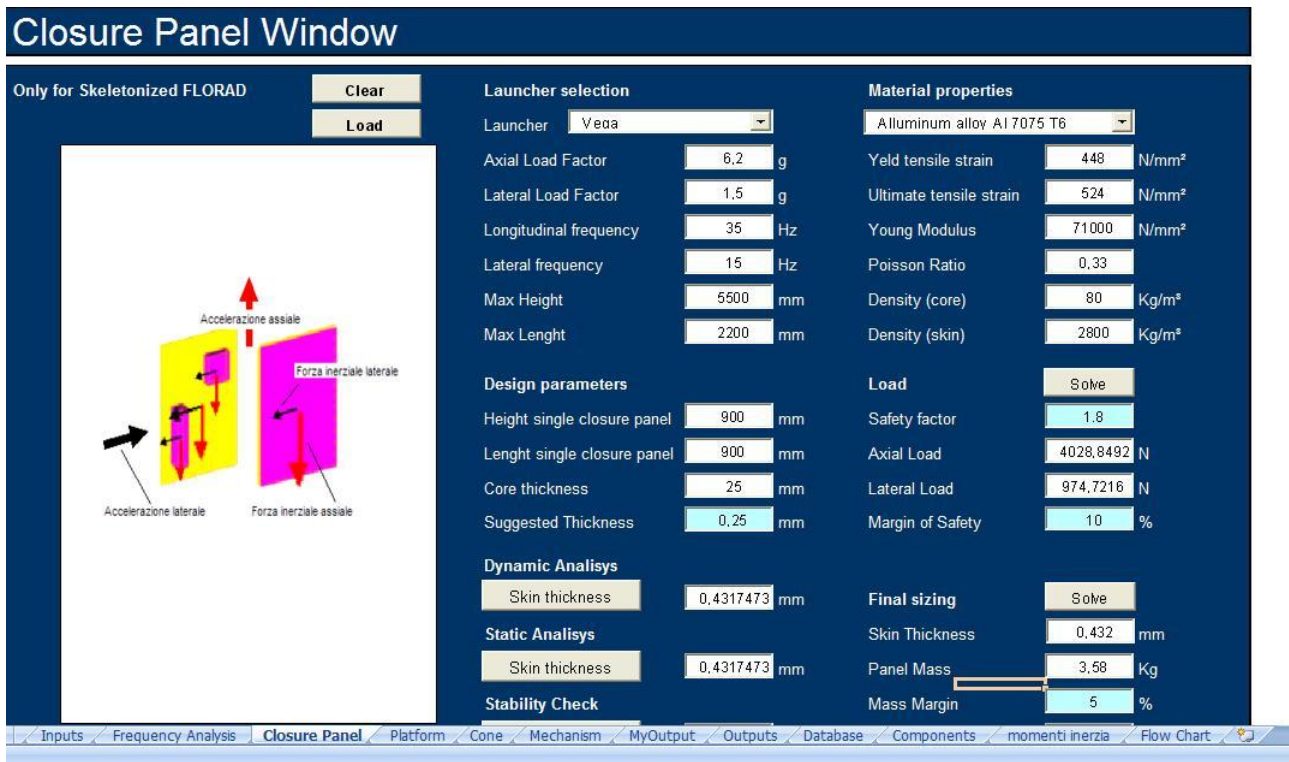 Closure Panel Window
Only for Skeletonized FLORAD
Clear
Load
Accelerazione assiale
Forza inerziale laterale
Accelerazione laterale
Forza inerziale assiale
Launcher selection
Launcher Vega
Axial Load Factor 6,2 g
Lateral Load Factor 1,5 g
Longitudinal frequency 35 Hz
Lateral frequency 15 Hz
Max Height 5500 mm
Max Lenght 2200 mm
Design parameters
Height single closure panel 900 mm
Lenght single closure panel 900 mm
Core thickness 25 mm
Suggested Thickness 0,25 mm
Dynamic Analisys
Skin thickness 0,4317473 mm
Static Analisys
Skin thickness 0,4317473 mm
Stability Check
Material properties
Alluminum alloy Al 7075 T6
Yeld tensile strain 448 N/mm²
Ultimate tensile strain 524 N/mm²
Young Modulus 71000 N/mm²
Poisson Ratio 0,33
Density (core) 80 Kg/m³
Density (skin) 2800 Kg/m³
Load Solve
Safety factor 1.8
Axial Load 4028,8492 N
Lateral Load 974,7216 N
Margin of Safety 10 %
Final sizing Solve
Skin Thickness 0,432 mm
Panel Mass 3,58 Kg
Mass Margin 5 %
Inputs Frequency Analysis Closure Panel Platform Cone Mechanism MyOutput Outputs Database Components momenti inerzia Flow Chart